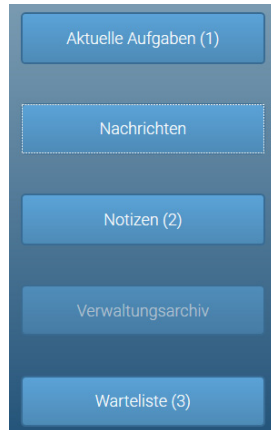 Aktuelle Aufgaben (1)
Nachrichten
Notizen (2)
Verwaltungsarchiv
Warteliste (3)